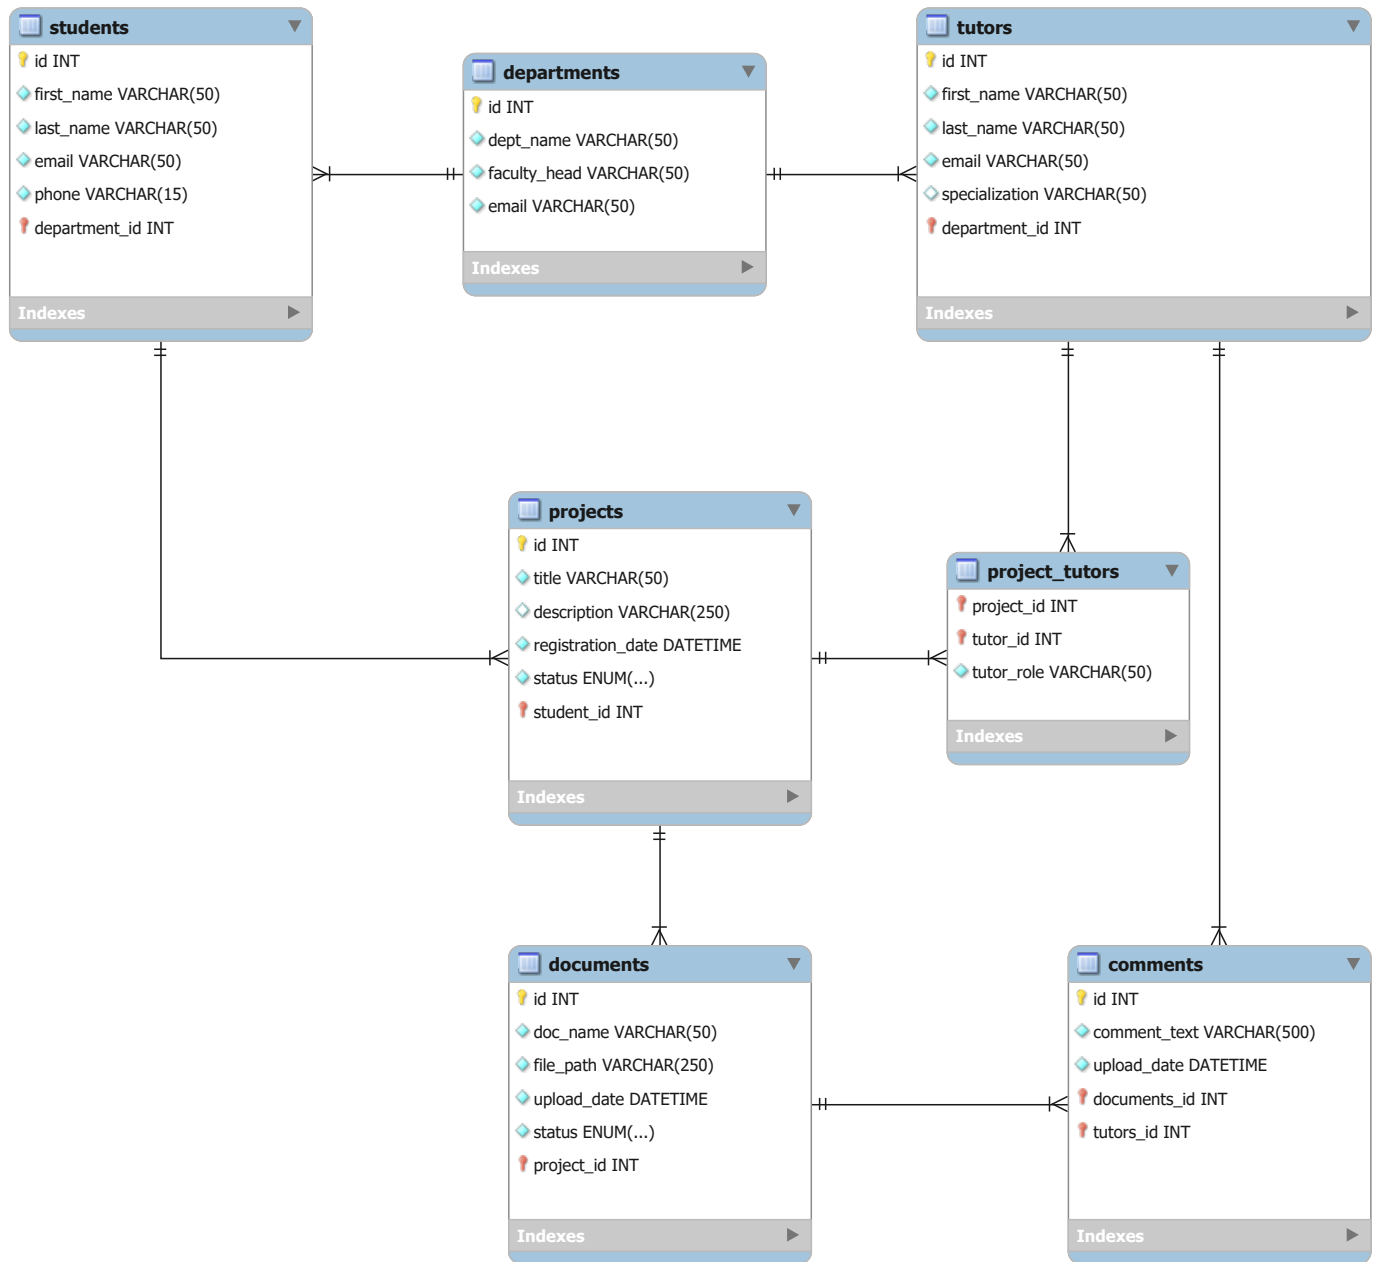 students
id INT
first_name VARCHAR(50)
last_name VARCHAR(50)
email VARCHAR(50)
phone VARCHAR(15)
department_id INT
Indexes
departments
id INT
dept_name VARCHAR(50)
faculty_head VARCHAR(50)
email VARCHAR(50)
Indexes
tutors
id INT
first_name VARCHAR(50)
last_name VARCHAR(50)
email VARCHAR(50)
specialization VARCHAR(50)
department_id INT
Indexes
projects
id INT
title VARCHAR(50)
description VARCHAR(250)
registration_date DATETIME
status ENUM(...)
student_id INT
Indexes
project_tutors
project_id INT
tutor_id INT
tutor_role VARCHAR(50)
Indexes
documents
id INT
doc_name VARCHAR(50)
file_path VARCHAR(250)
upload_date DATETIME
status ENUM(...)
project_id INT
Indexes
comments
id INT
comment_text VARCHAR(500)
upload_date DATETIME
documents_id INT
tutors_id INT
Indexes